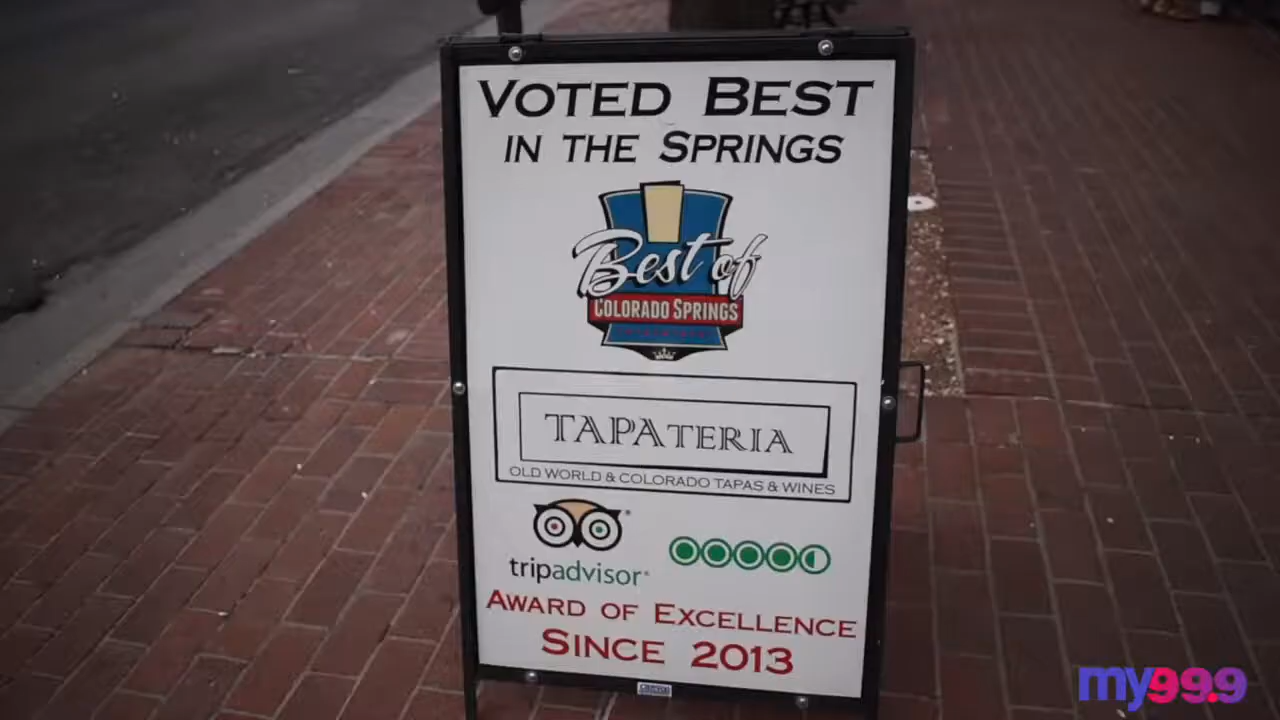 VOTED BEST
IN THE SPRINGS
Best of
COLORADO SPRINGS
TAPATERIA
OLD WORLD & COLORADO TAPAS & WINES
tripadvisor®
AWARD OF EXCELLENCE
SINCE 2013
my99.9